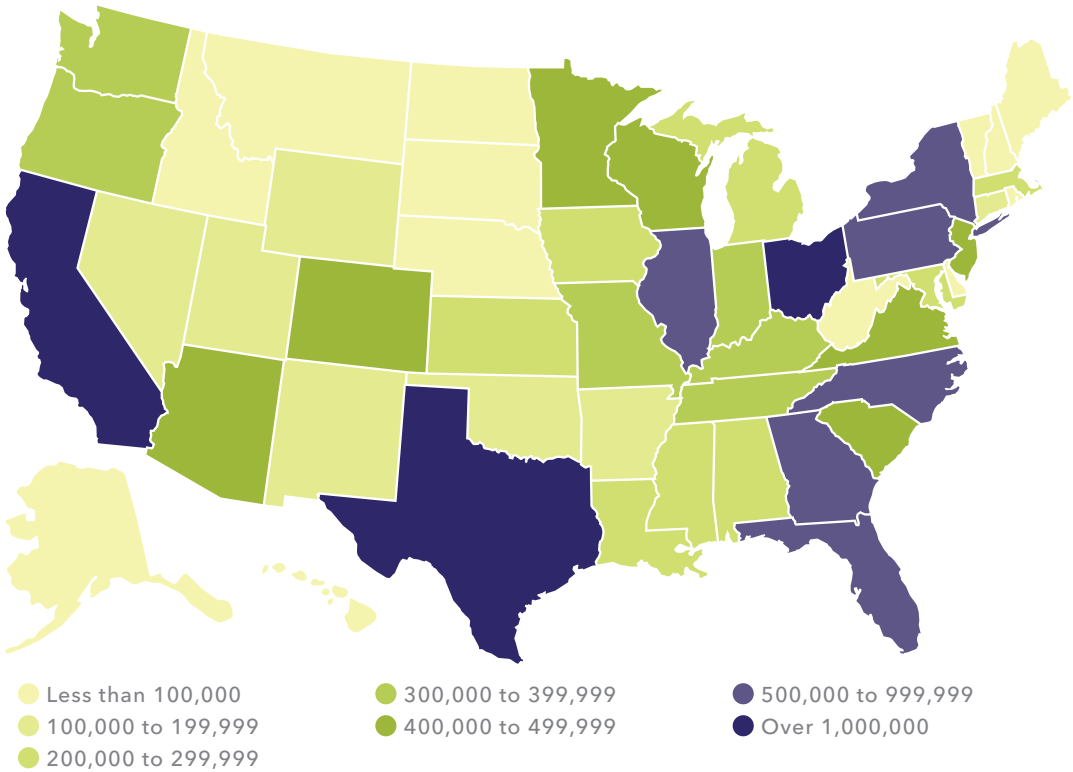 Less than 100,000
100,000 to 199,999
200,000 to 299,999
300,000 to 399,999
400,000 to 499,999
500,000 to 999,999
Over 1,000,000